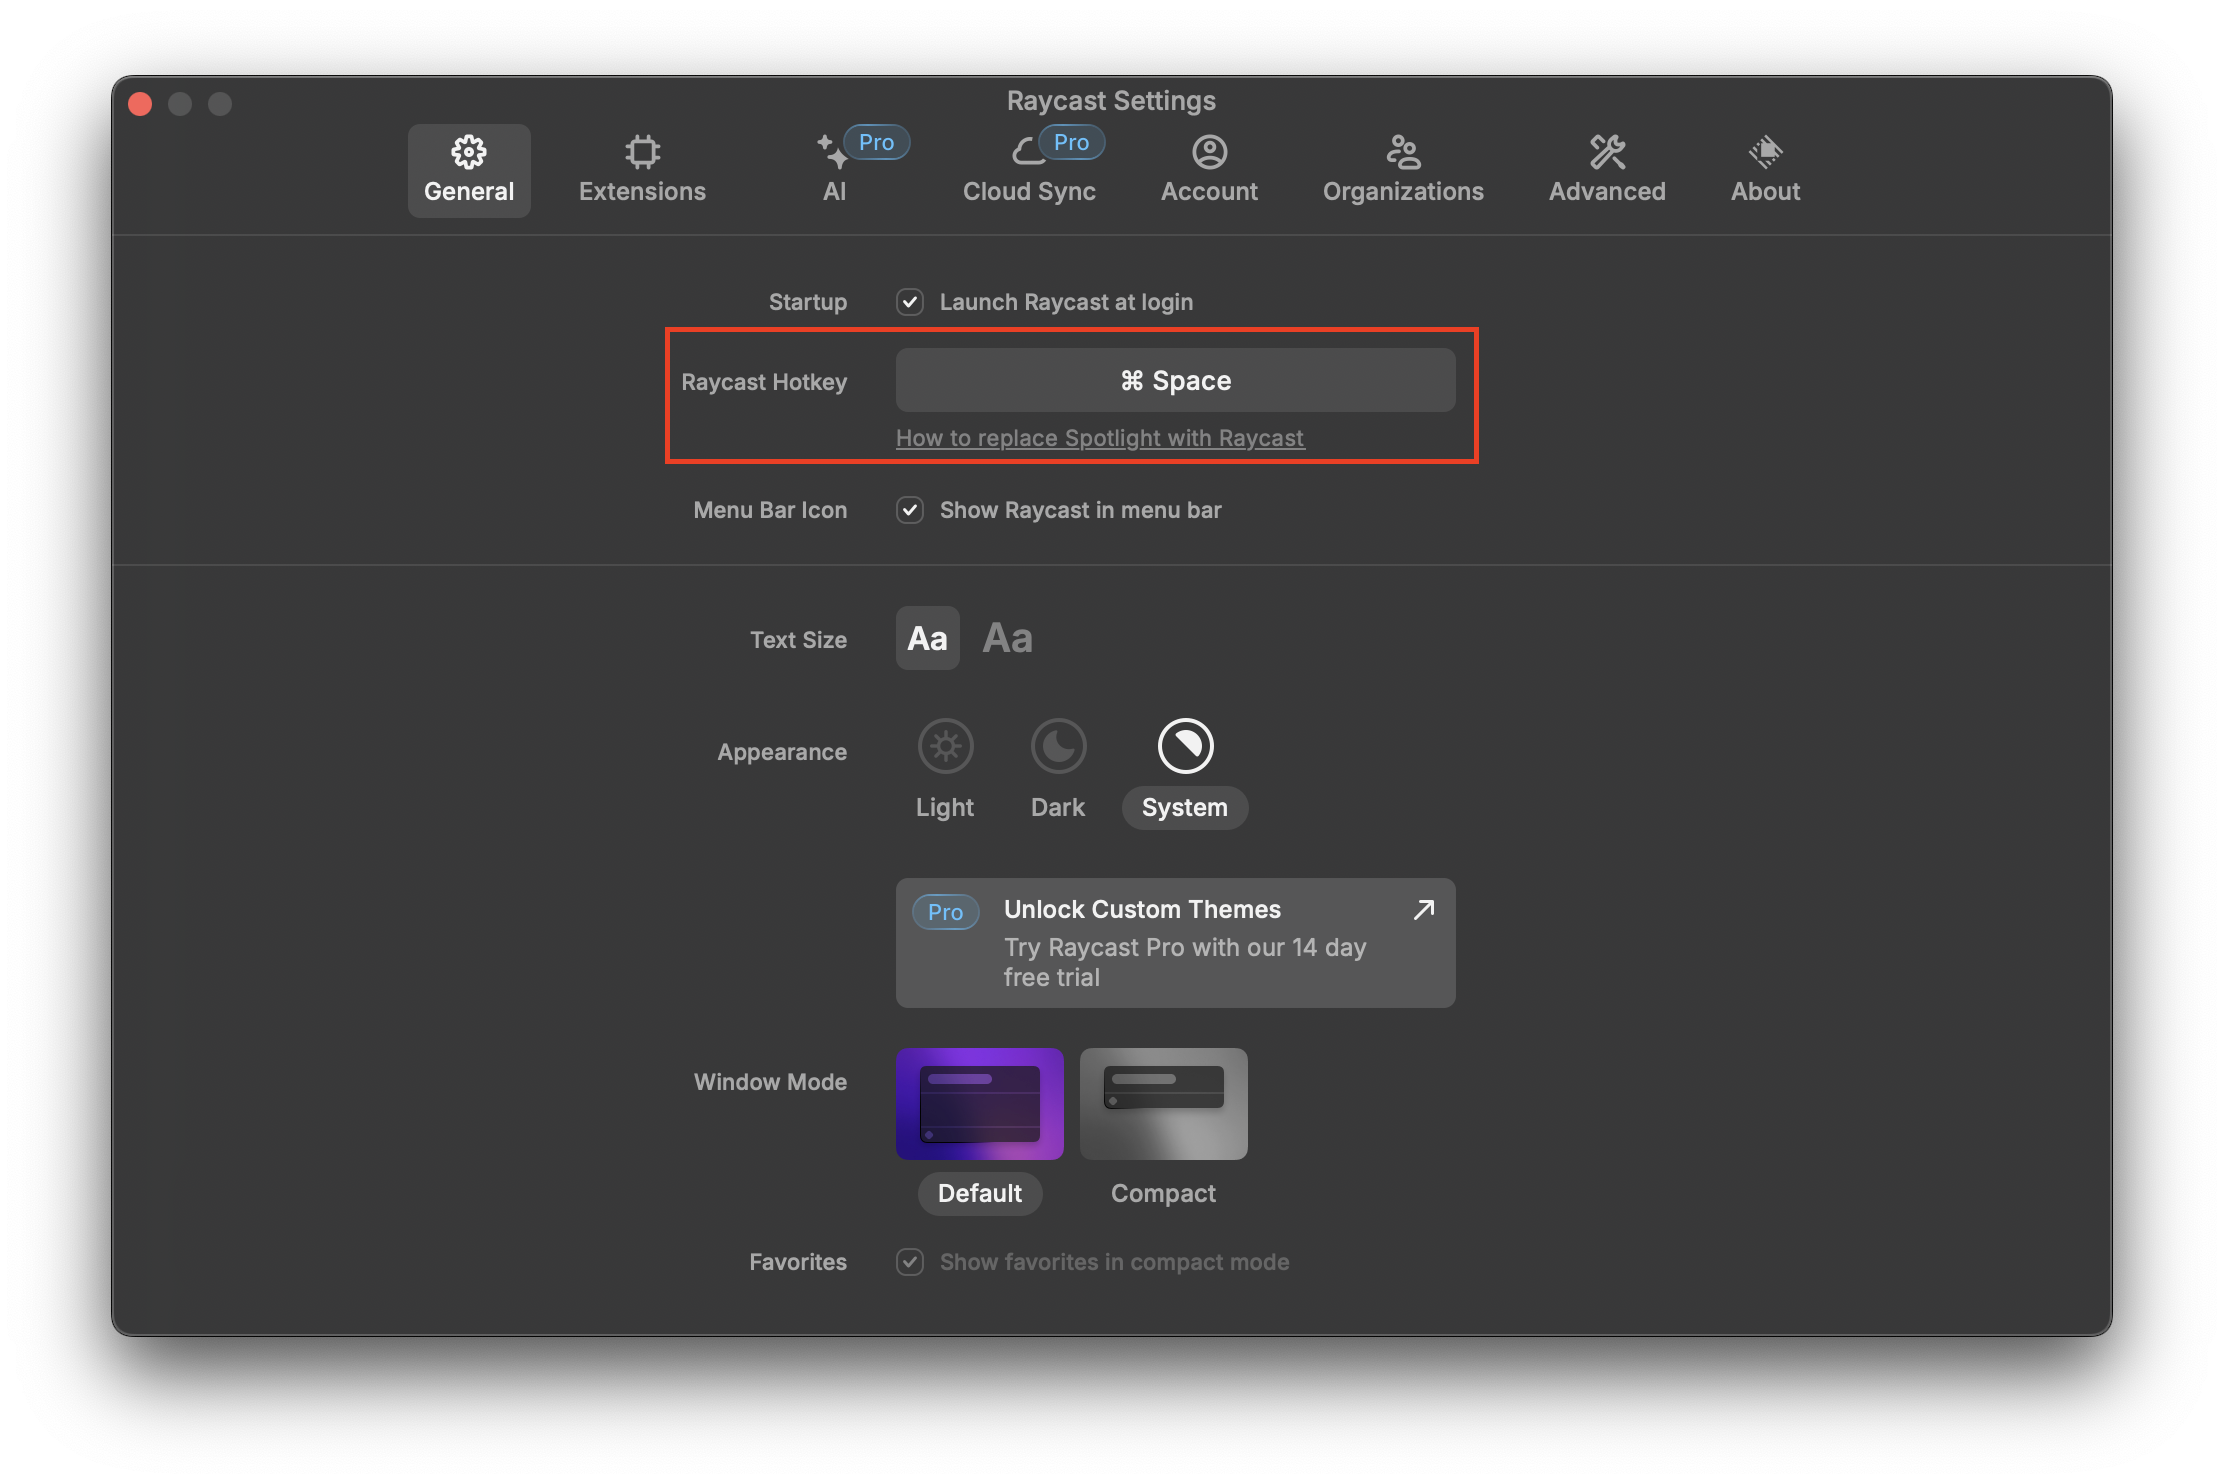 Raycast Settings
General
Extensions
Pro
AI
Pro
Cloud Sync
Account
Organizations
Advanced
About
Startup
Launch Raycast at login
Raycast Hotkey
⌘ Space
How to replace Spotlight with Raycast
Menu Bar Icon
Show Raycast in menu bar
Text Size
Aa Aa
Appearance
Light
Dark
System
Pro
Unlock Custom Themes
Try Raycast Pro with our 14 day
free trial
Window Mode
Default
Compact
Favorites
Show favorites in compact mode